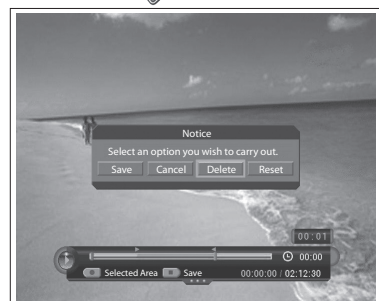 Notice
Select an option you wish to carry out.
Save Cancel Delete Reset
00:01
00:00
Selected Area Save 00:00:00 / 02:12:30